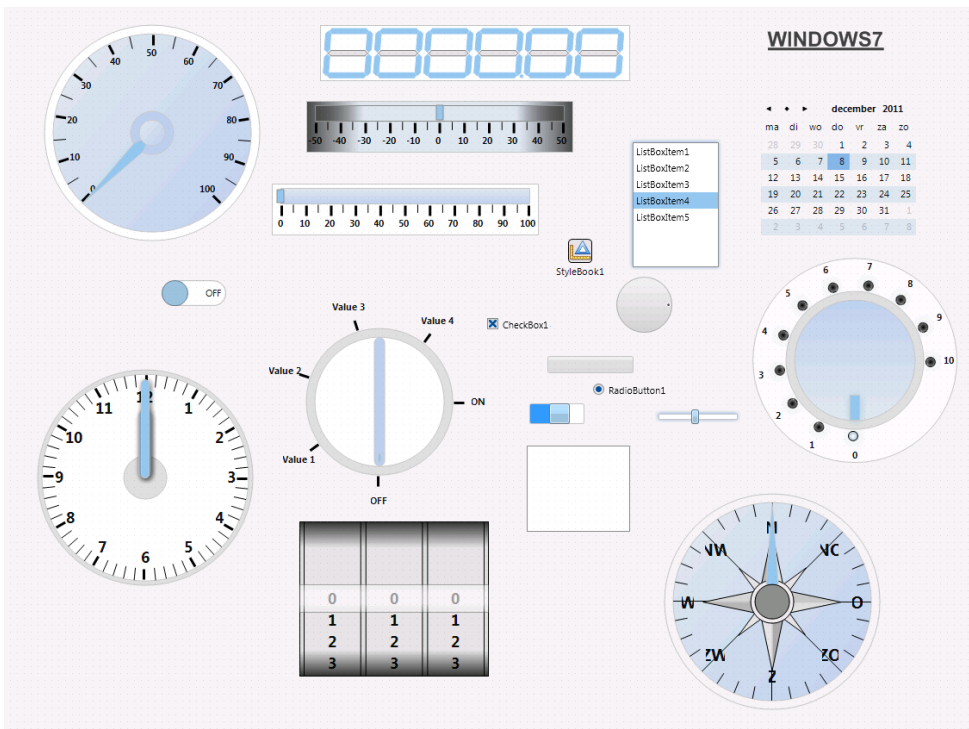 WINDOWS7
0 10 20 30 40 50 60 70 80 90 100
000000.00
-50 -40 -30 -20 -10 0 10 20 30 40 50
0 10 20 30 40 50 60 70 80 90 100
ListBoxItem1
ListBoxItem2
ListBoxItem3
ListBoxItem4
ListBoxItem5
december 2011
ma di wo do vr za zo
28 29 30 1 2 3 4
5 6 7 8 9 10 11
12 13 14 15 16 17 18
19 20 21 22 23 24 25
26 27 28 29 30 31 1
2 3 4 5 6 7 8
StyleBook1
OFF
Value 1
Value 2
Value 3
Value 4
ON
OFF
CheckBox1
RadioButton1
0 1 2 3 4 5 6 7 8 9 10
12 1 2 3 4 5 6 7 8 9 10 11
0 0 0
1 1 1
2 2 2
3 3 3
N
NW NO
W O
ZW ZO
Z